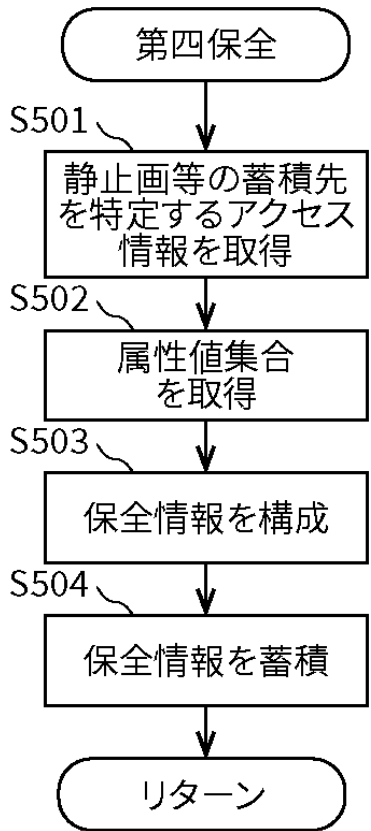 第四保全
S501
静止画等の蓄積先
を特定するアクセス
情報を取得
S502
属性値集合
を取得
S503
保全情報を構成
S504
保全情報を蓄積
リターン